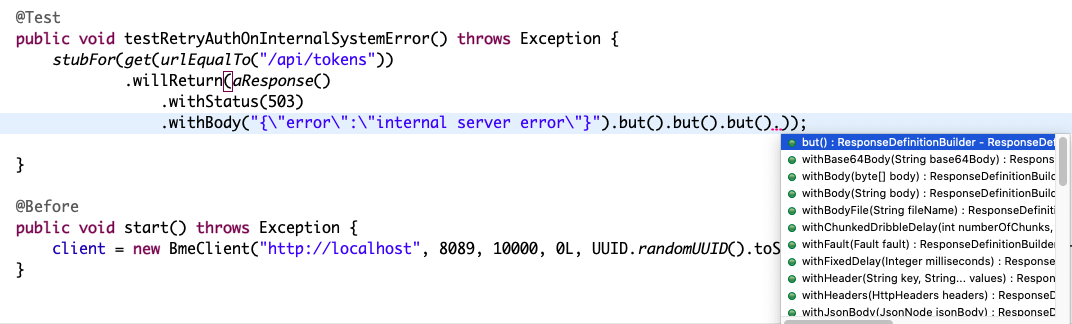 @Test
public void testRetryAuthOnInternalSystemError() throws Exception {
stubFor(get(urlEqualTo("/api/tokens"))
.willReturn(aResponse()
.withStatus(503)
.withBody("{\"error\":\"internal server error\"}").but().but().but().));
but() : ResponseDefinitionBuilder - ResponseDef
withBase64Body(String base64Body) : Respons
}
withBody(byte[] body) : ResponseDefinitionBuilc
withBody(String body) : ResponseDefinitionBuild
@Before
withBodyFile(String fileName) : ResponseDefiniti
public void start() throws Exception {
withChunkedDribbleDelay(int numberOfChunks,
client = new BmeClient("http://localhost", 8089, 10000, 0L, UUID.randomUUID().toS
withFault(Fault fault) : ResponseDefinitionBuilder
withFixedDelay(Integer milliseconds) : Response
}
withHeader(String key, String... values) : Respon
withHeaders(HttpHeaders headers) : ResponseD
withJsonBody(JsonNode jsonBody) : ResponseD